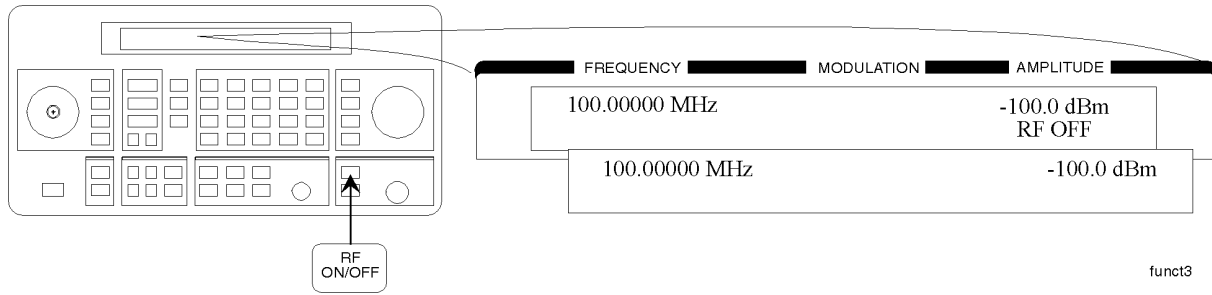 FREQUENCY MODULATION AMPLITUDE
100.00000 MHz -100.0 dBm
RF OFF
100.00000 MHz -100.0 dBm
RF
ON/OFF
funct3